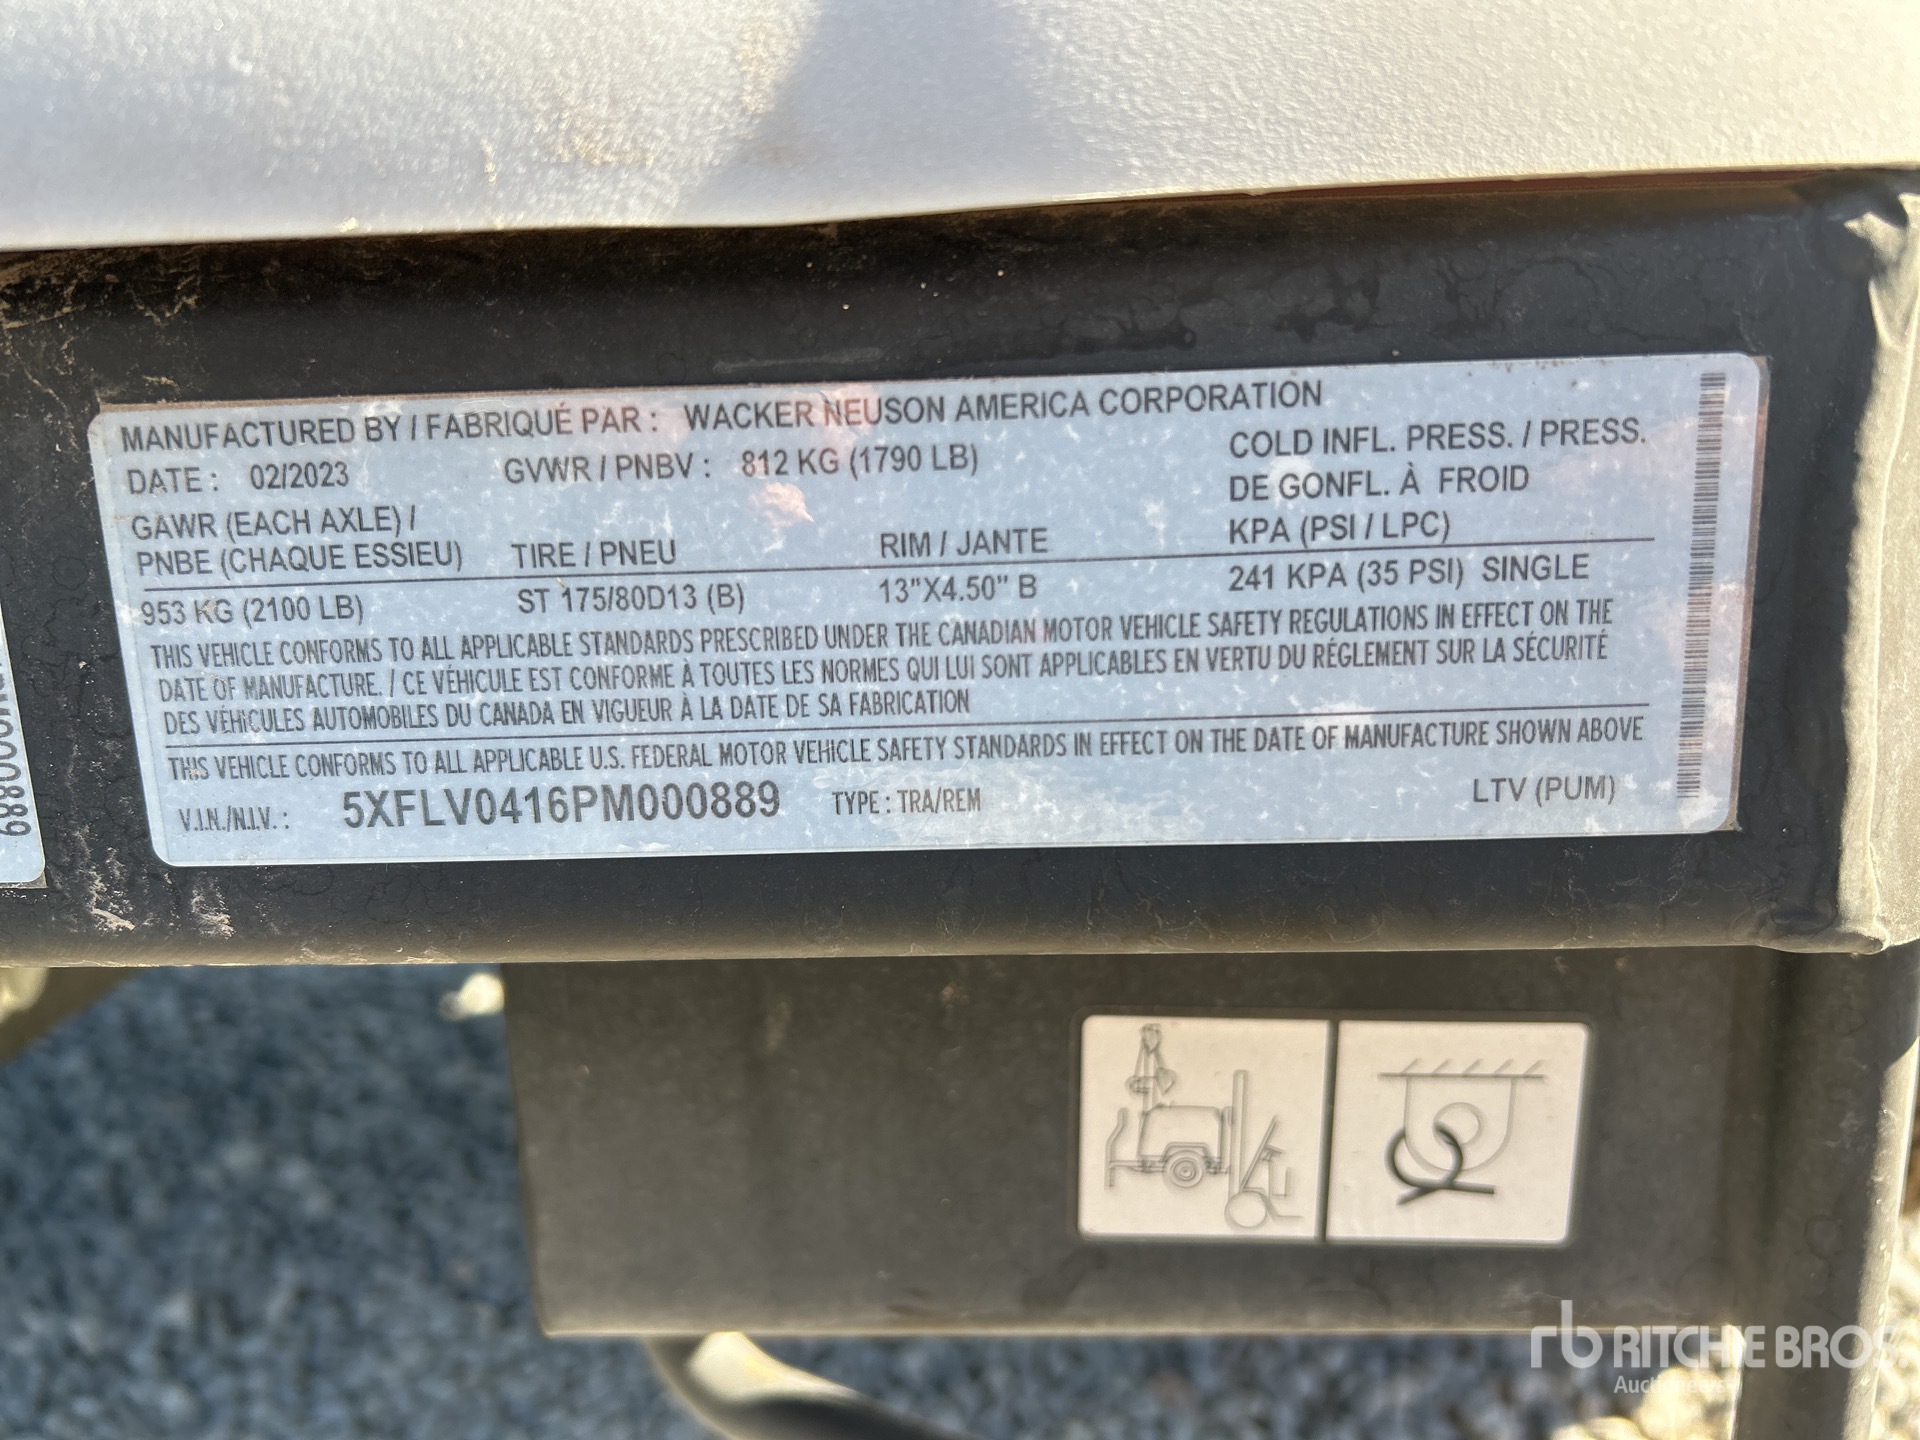 MANUFACTURED BY / FABRIQUÉ PAR : WACKER NEUSON AMERICA CORPORATION
DATE : 02/2023 GVWR / PNBV : 812 KG (1790 LB)
COLD INFL. PRESS. / PRESS.
DE GONFL. À FROID
GAWR (EACH AXLE) /
PNBE (CHAQUE ESSIEU) TIRE / PNEU RIM / JANTE KPA (PSI / LPC)
953 KG (2100 LB) ST 175/80D13 (B) 13"X4.50" B 241 KPA (35 PSI) SINGLE
THIS VEHICLE CONFORMS TO ALL APPLICABLE STANDARDS PRESCRIBED UNDER THE CANADIAN MOTOR VEHICLE SAFETY REGULATIONS IN EFFECT ON THE
DATE OF MANUFACTURE. / CE VÉHICULE EST CONFORME À TOUTES LES NORMES QUI LUI SONT APPLICABLES EN VERTU DU RÉGLEMENT SUR LA SÉCURITÉ
DES VÉHICULES AUTOMOBILES DU CANADA EN VIGUEUR À LA DATE DE SA FABRICATION
THIS VEHICLE CONFORMS TO ALL APPLICABLE U.S. FEDERAL MOTOR VEHICLE SAFETY STANDARDS IN EFFECT ON THE DATE OF MANUFACTURE SHOWN ABOVE
V.I.N./N.I.V. : 5XFLV0416PM000889 TYPE : TRA/REM LTV (PUM)
rb RITCHIE BROS.
Auctioneers